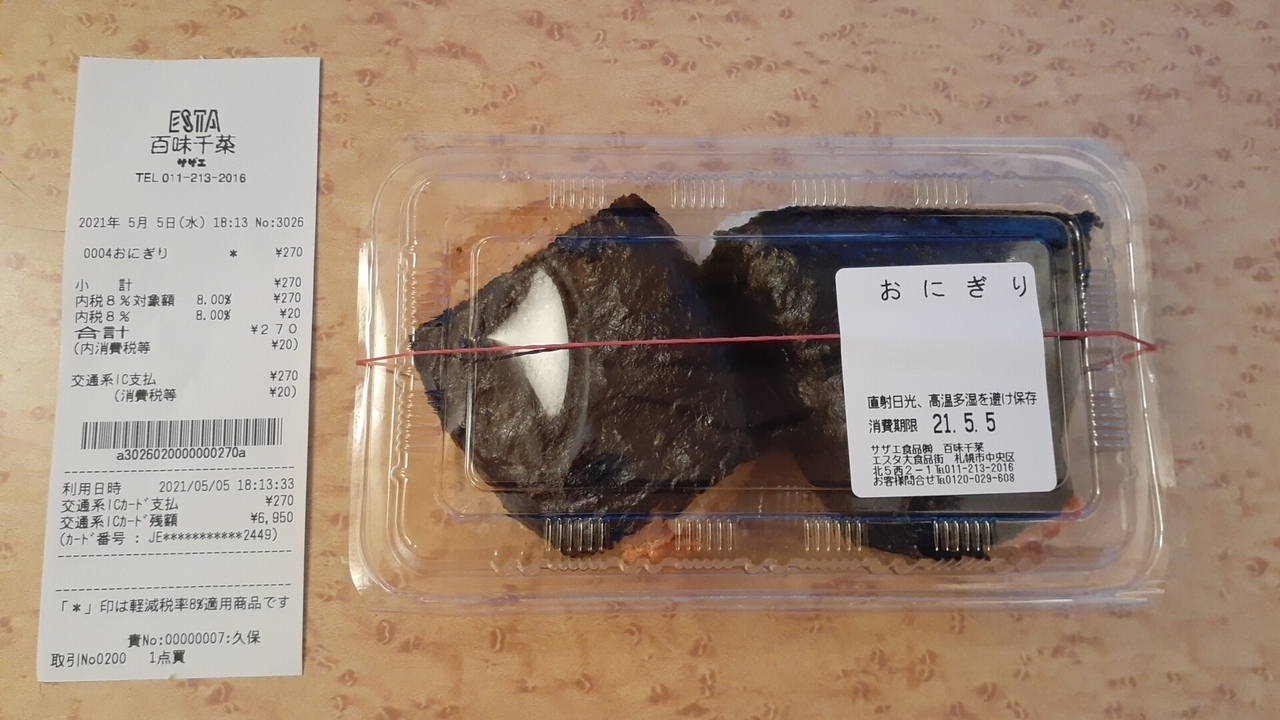 ESTA
百味千菜
サザエ
TEL 011-213-2016
2021年 5月 5日(水) 18:13 No:3026
0004おにぎり * ¥270
小 計 ¥270
内税8%対象額 8.00% ¥270
内税8% 8.00% ¥20
合計 ¥270
(内消費税等 ¥20)
交通系IC支払 ¥270
(消費税等 ¥20)
a3026020000000270a
利用日時 2021/05/05 18:13:33
交通系ICカード支払 ¥270
交通系ICカード残額 ¥6,950
(カード番号 : JE***********2449)
「*」印は軽減税率8%適用商品です
責No:00000007:久保
取引No0200 1点買
おにぎり
直射日光、高温多湿を避け保存
消費期限 21.5.5
サザエ食品㈱ 百味千菜
エスタ大食品街 札幌市中央区
北5西2-1℡011-213-2016
お客様問合せ℡0120-029-608